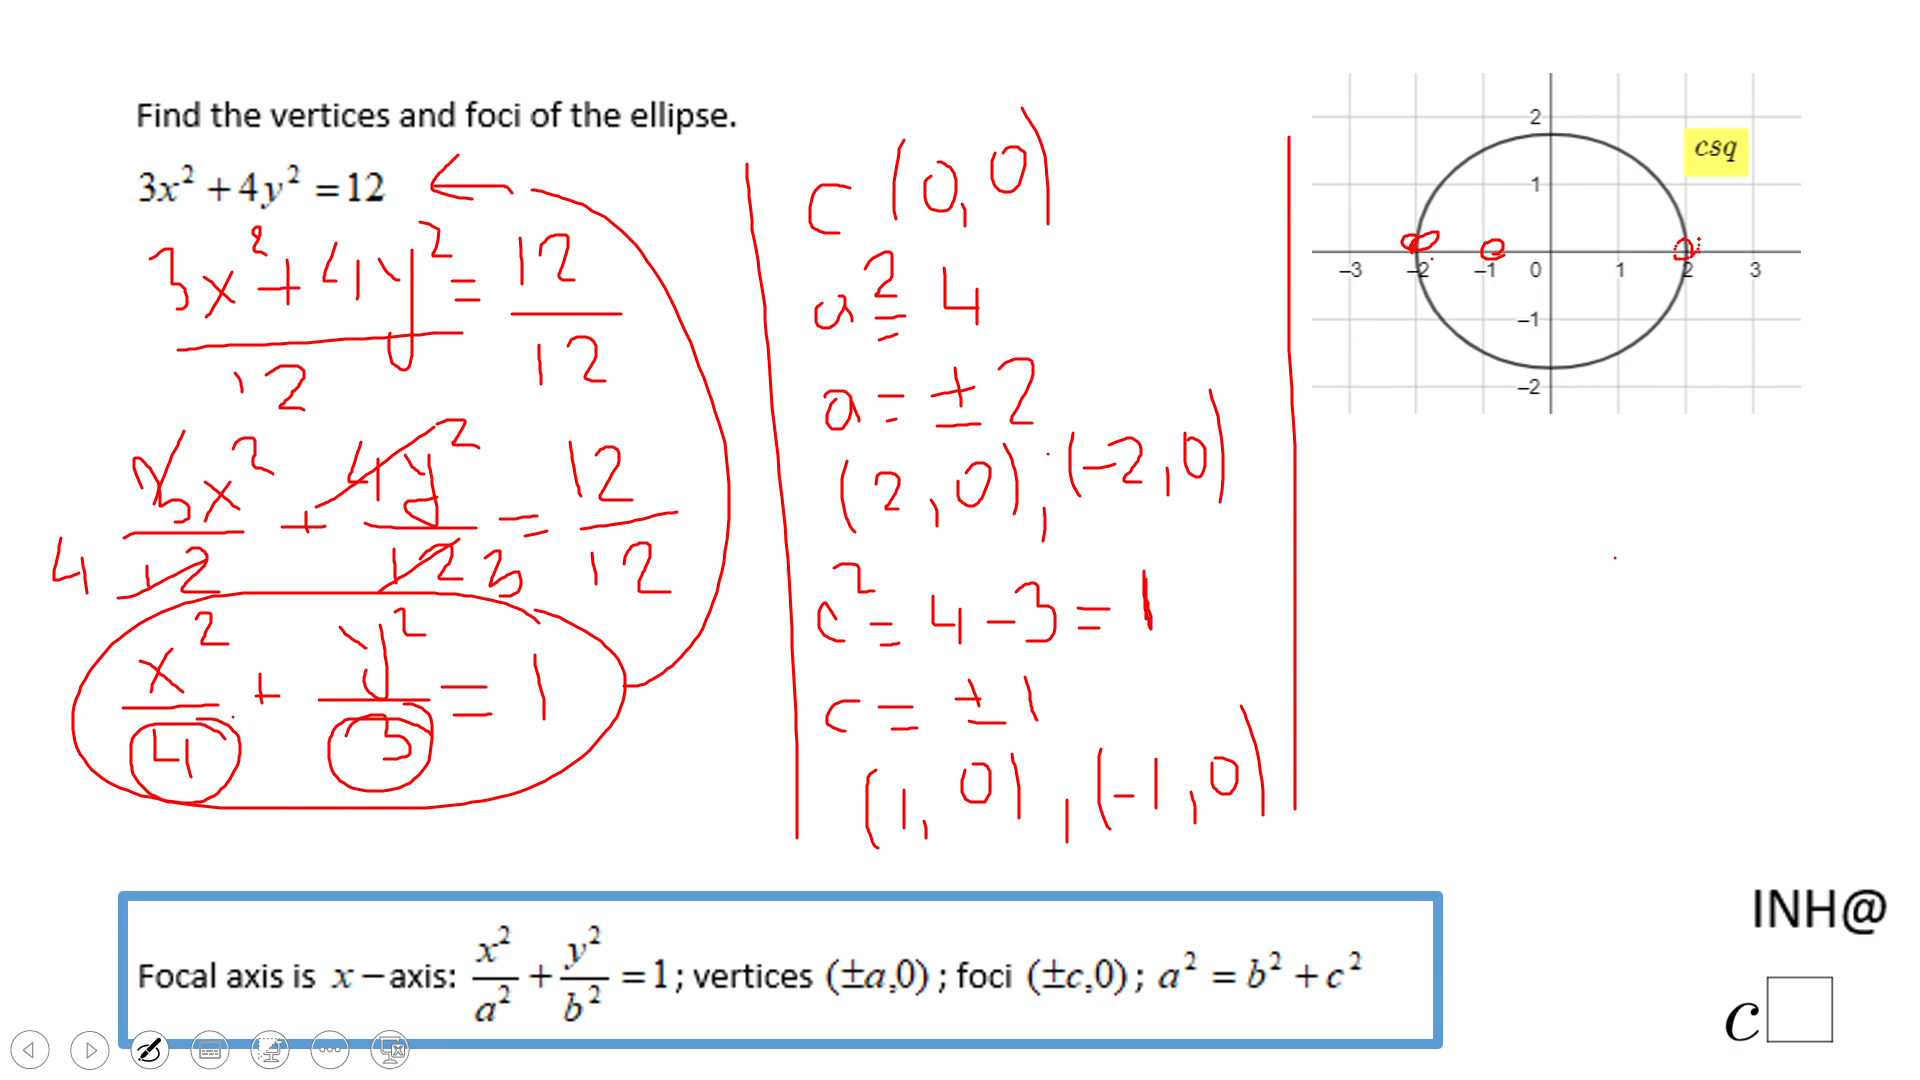 Find the vertices and foci of the ellipse.
3x² + 4y² = 12
3x² + 4y² = 12
12 12
3x² + 4y² = 12
4 12 12 3 12
x² + y² = 1
4 3
c (0,0)
a² = 4
a = ± 2
(2,0), (-2,0)
c² = 4 - 3 = 1
c = ± 1
(1,0), (-1,0)
csq
2
1
-3 -2 -1 0 1 2 3
-1
-2
Focal axis is x-axis: x²/a² + y²/b² = 1; vertices (±a,0); foci (±c,0); a² = b² + c²
INH@
c